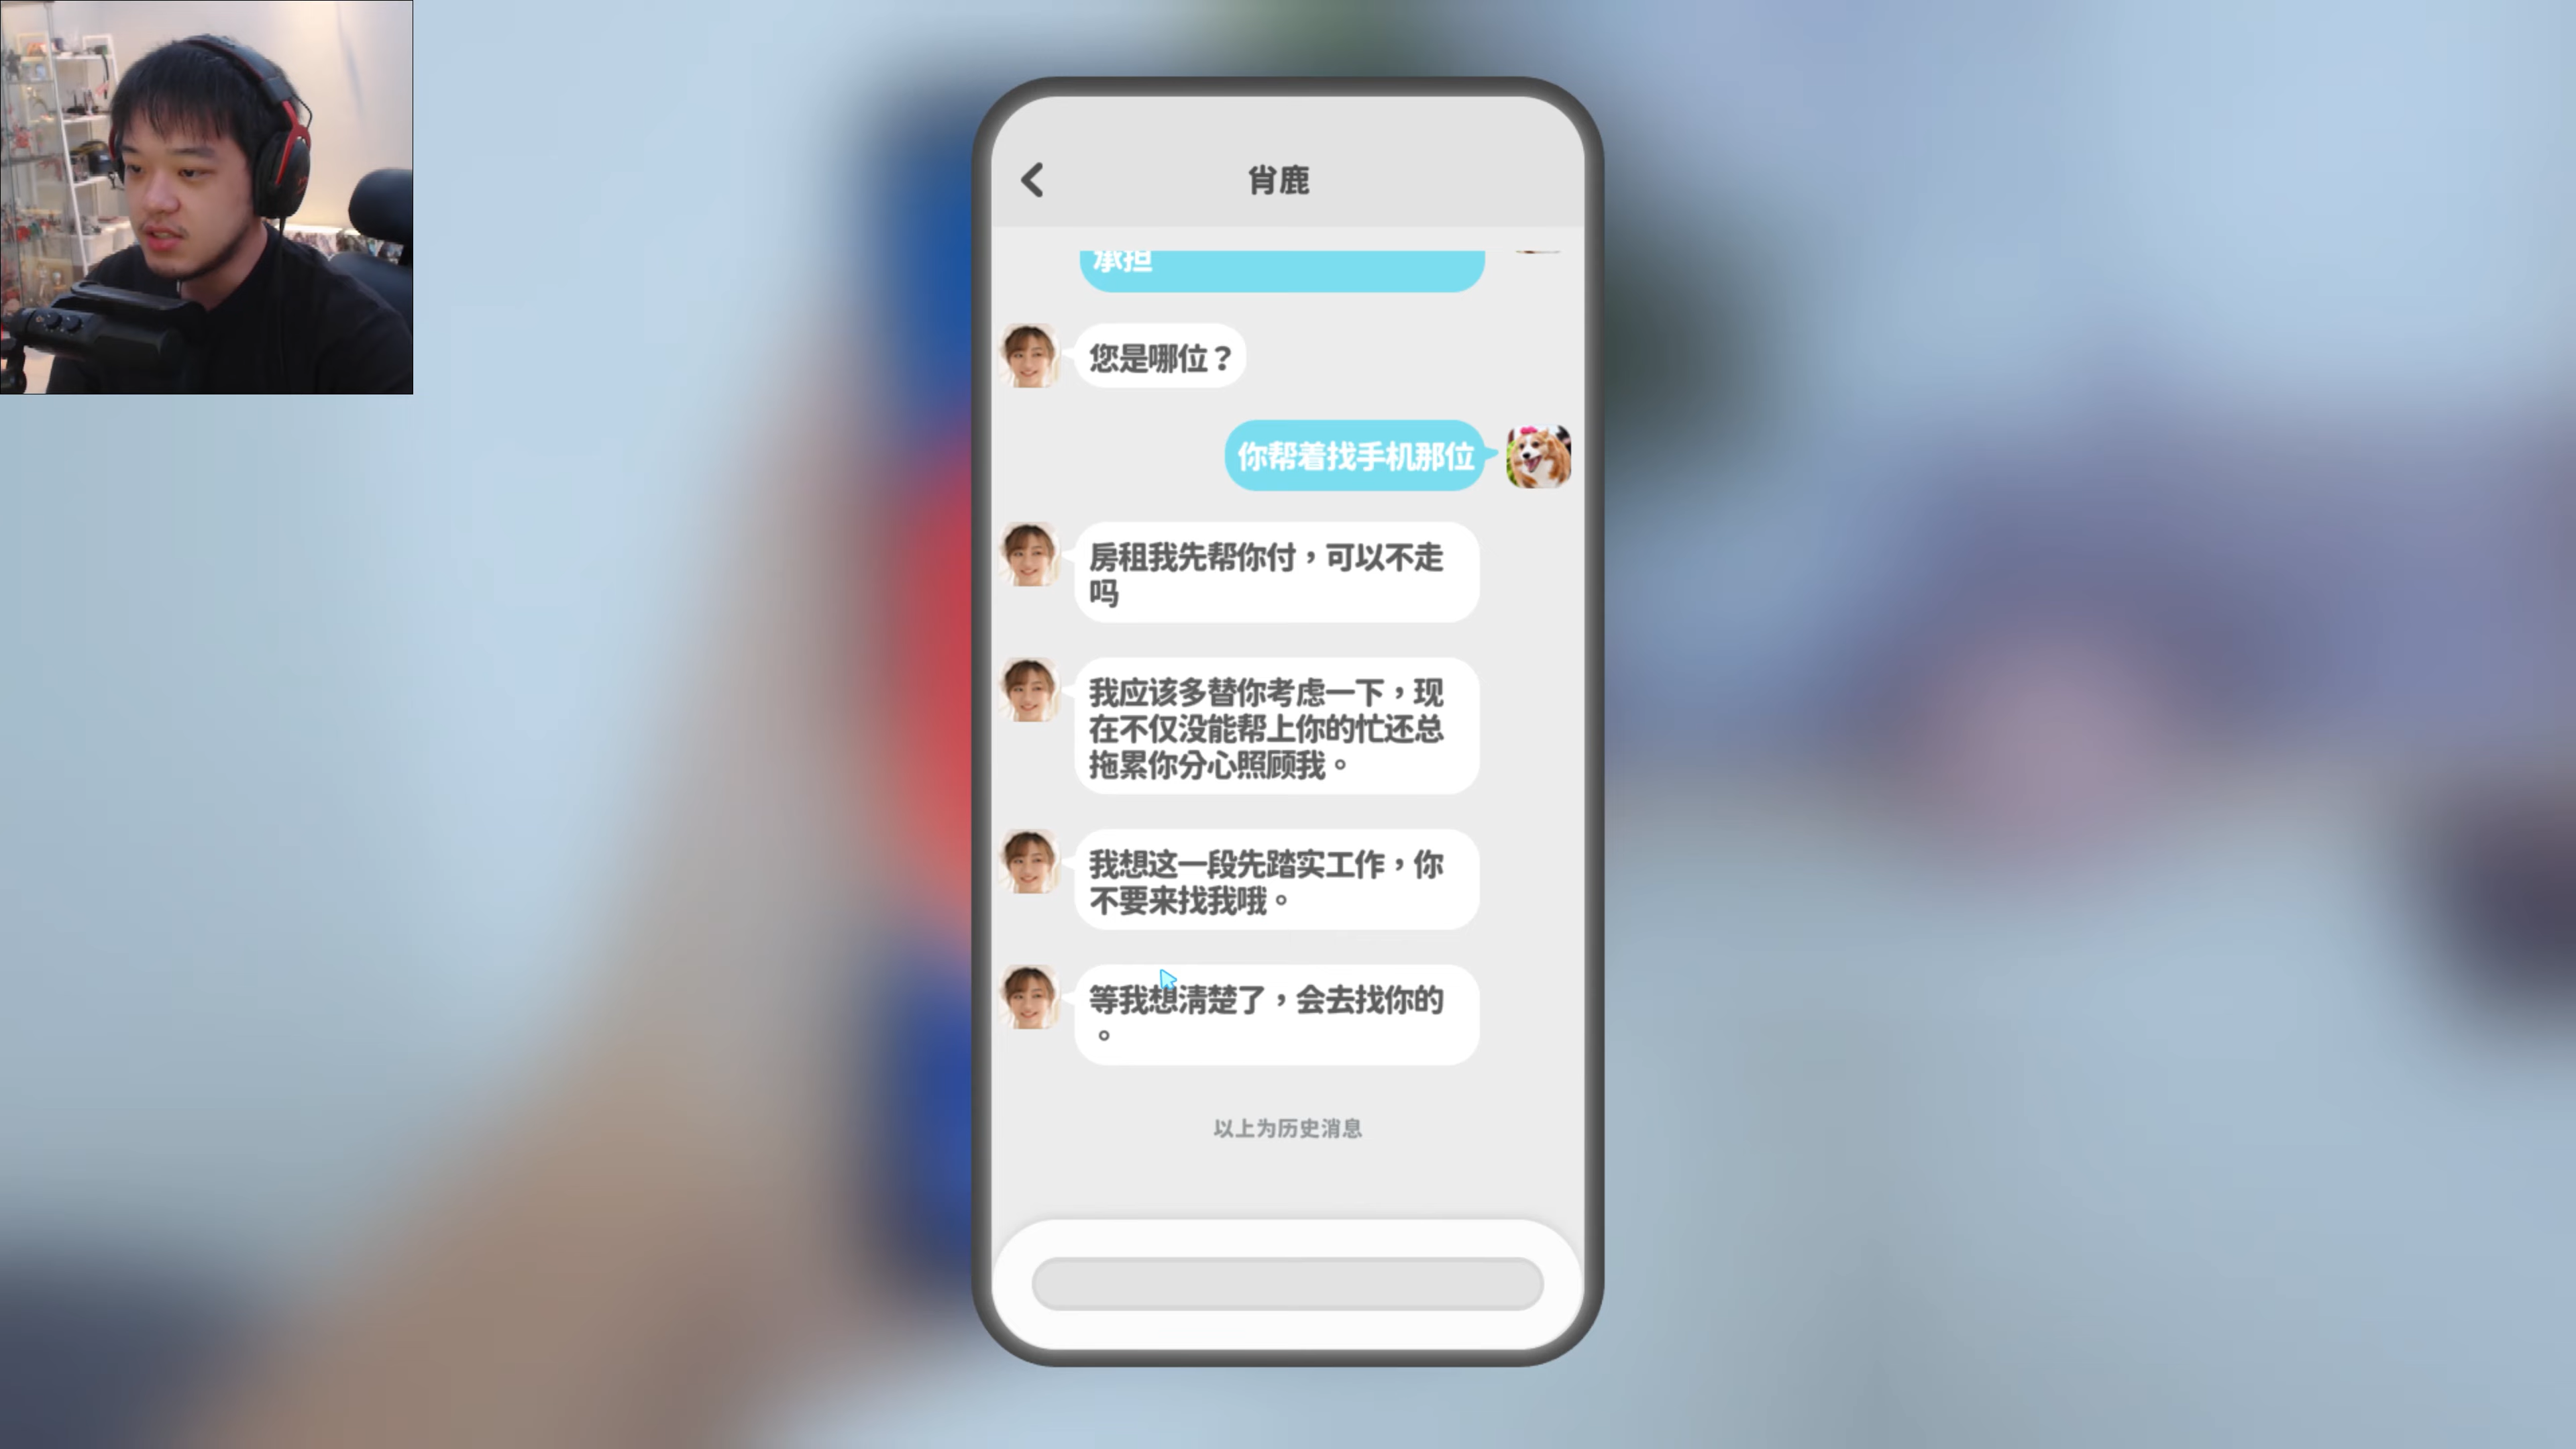 肖鹿
承担
您是哪位？
你帮着找手机那位
房租我先帮你付，可以不走
吗
我应该多替你考虑一下，现
在不仅没能帮上你的忙还总
拖累你分心照顾我。
我想这一段先踏实工作，你
不要来找我哦。
等我想清楚了，会去找你的
。
以上为历史消息